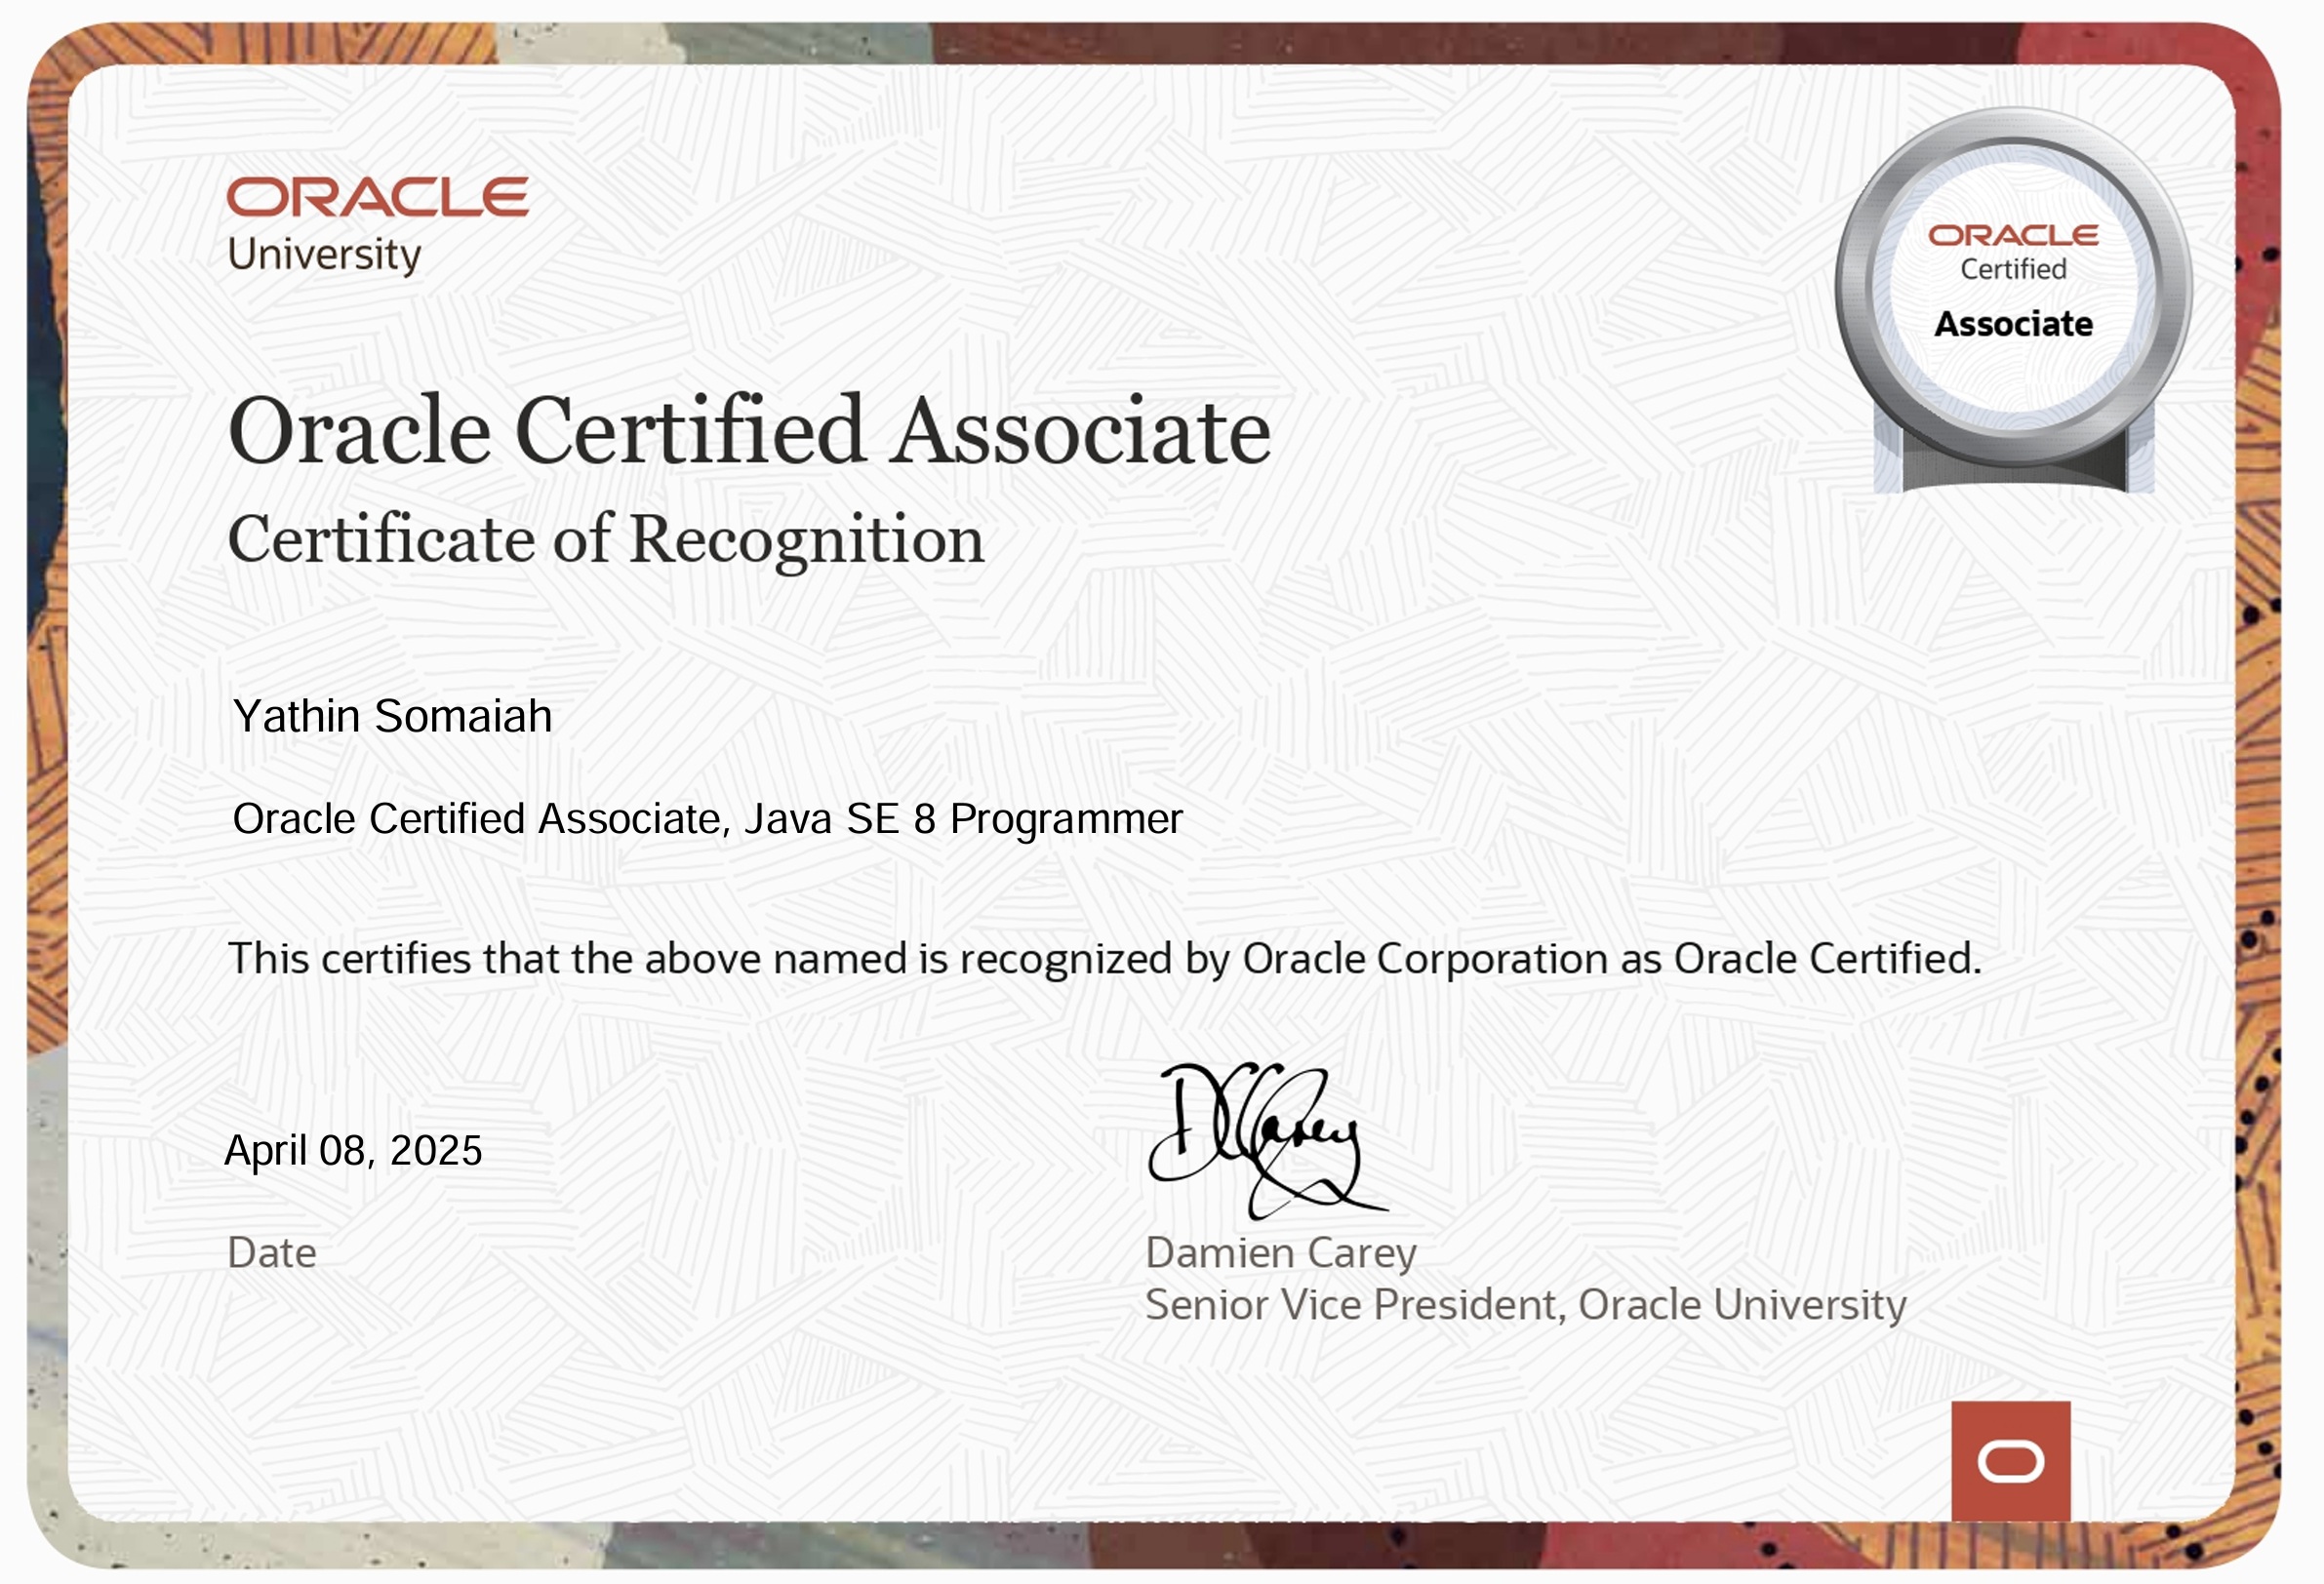 ORACLE
University
ORACLE
Certified
Associate
Oracle Certified Associate
Certificate of Recognition
Yathin Somaiah
Oracle Certified Associate, Java SE 8 Programmer
This certifies that the above named is recognized by Oracle Corporation as Oracle Certified.
April 08, 2025
Date
DCCarey
Damien Carey
Senior Vice President, Oracle University